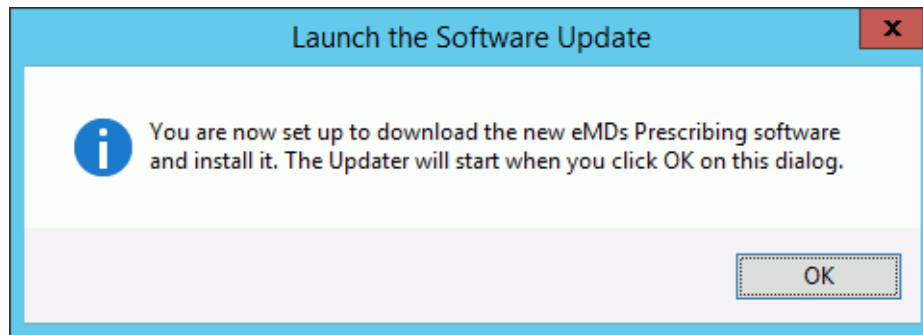 Launch the Software Update
x
You are now set up to download the new eMDs Prescribing software
and install it. The Updater will start when you click OK on this dialog.
OK